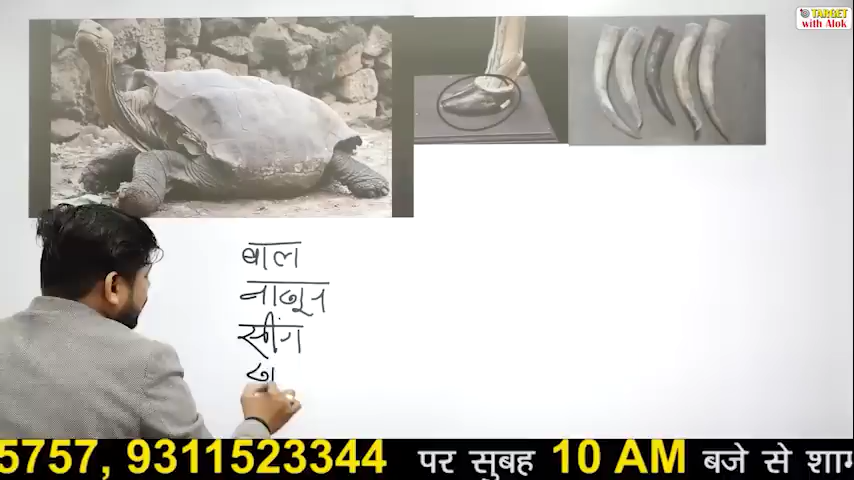 TARGET
with Alok
बाल
नाखून
सींग
5757, 9311523344 पर सुबह 10 AM बजे से शाम